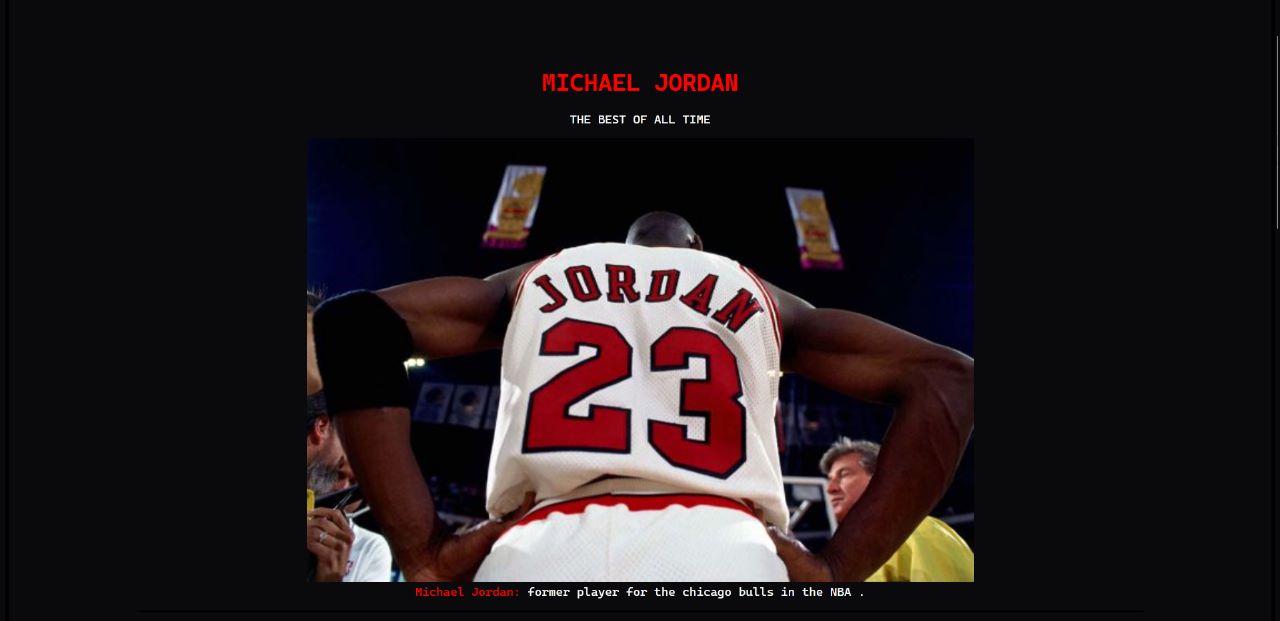 MICHAEL JORDAN
THE BEST OF ALL TIME
JORDAN
23
Michael Jordan: former player for the chicago bulls in the NBA .